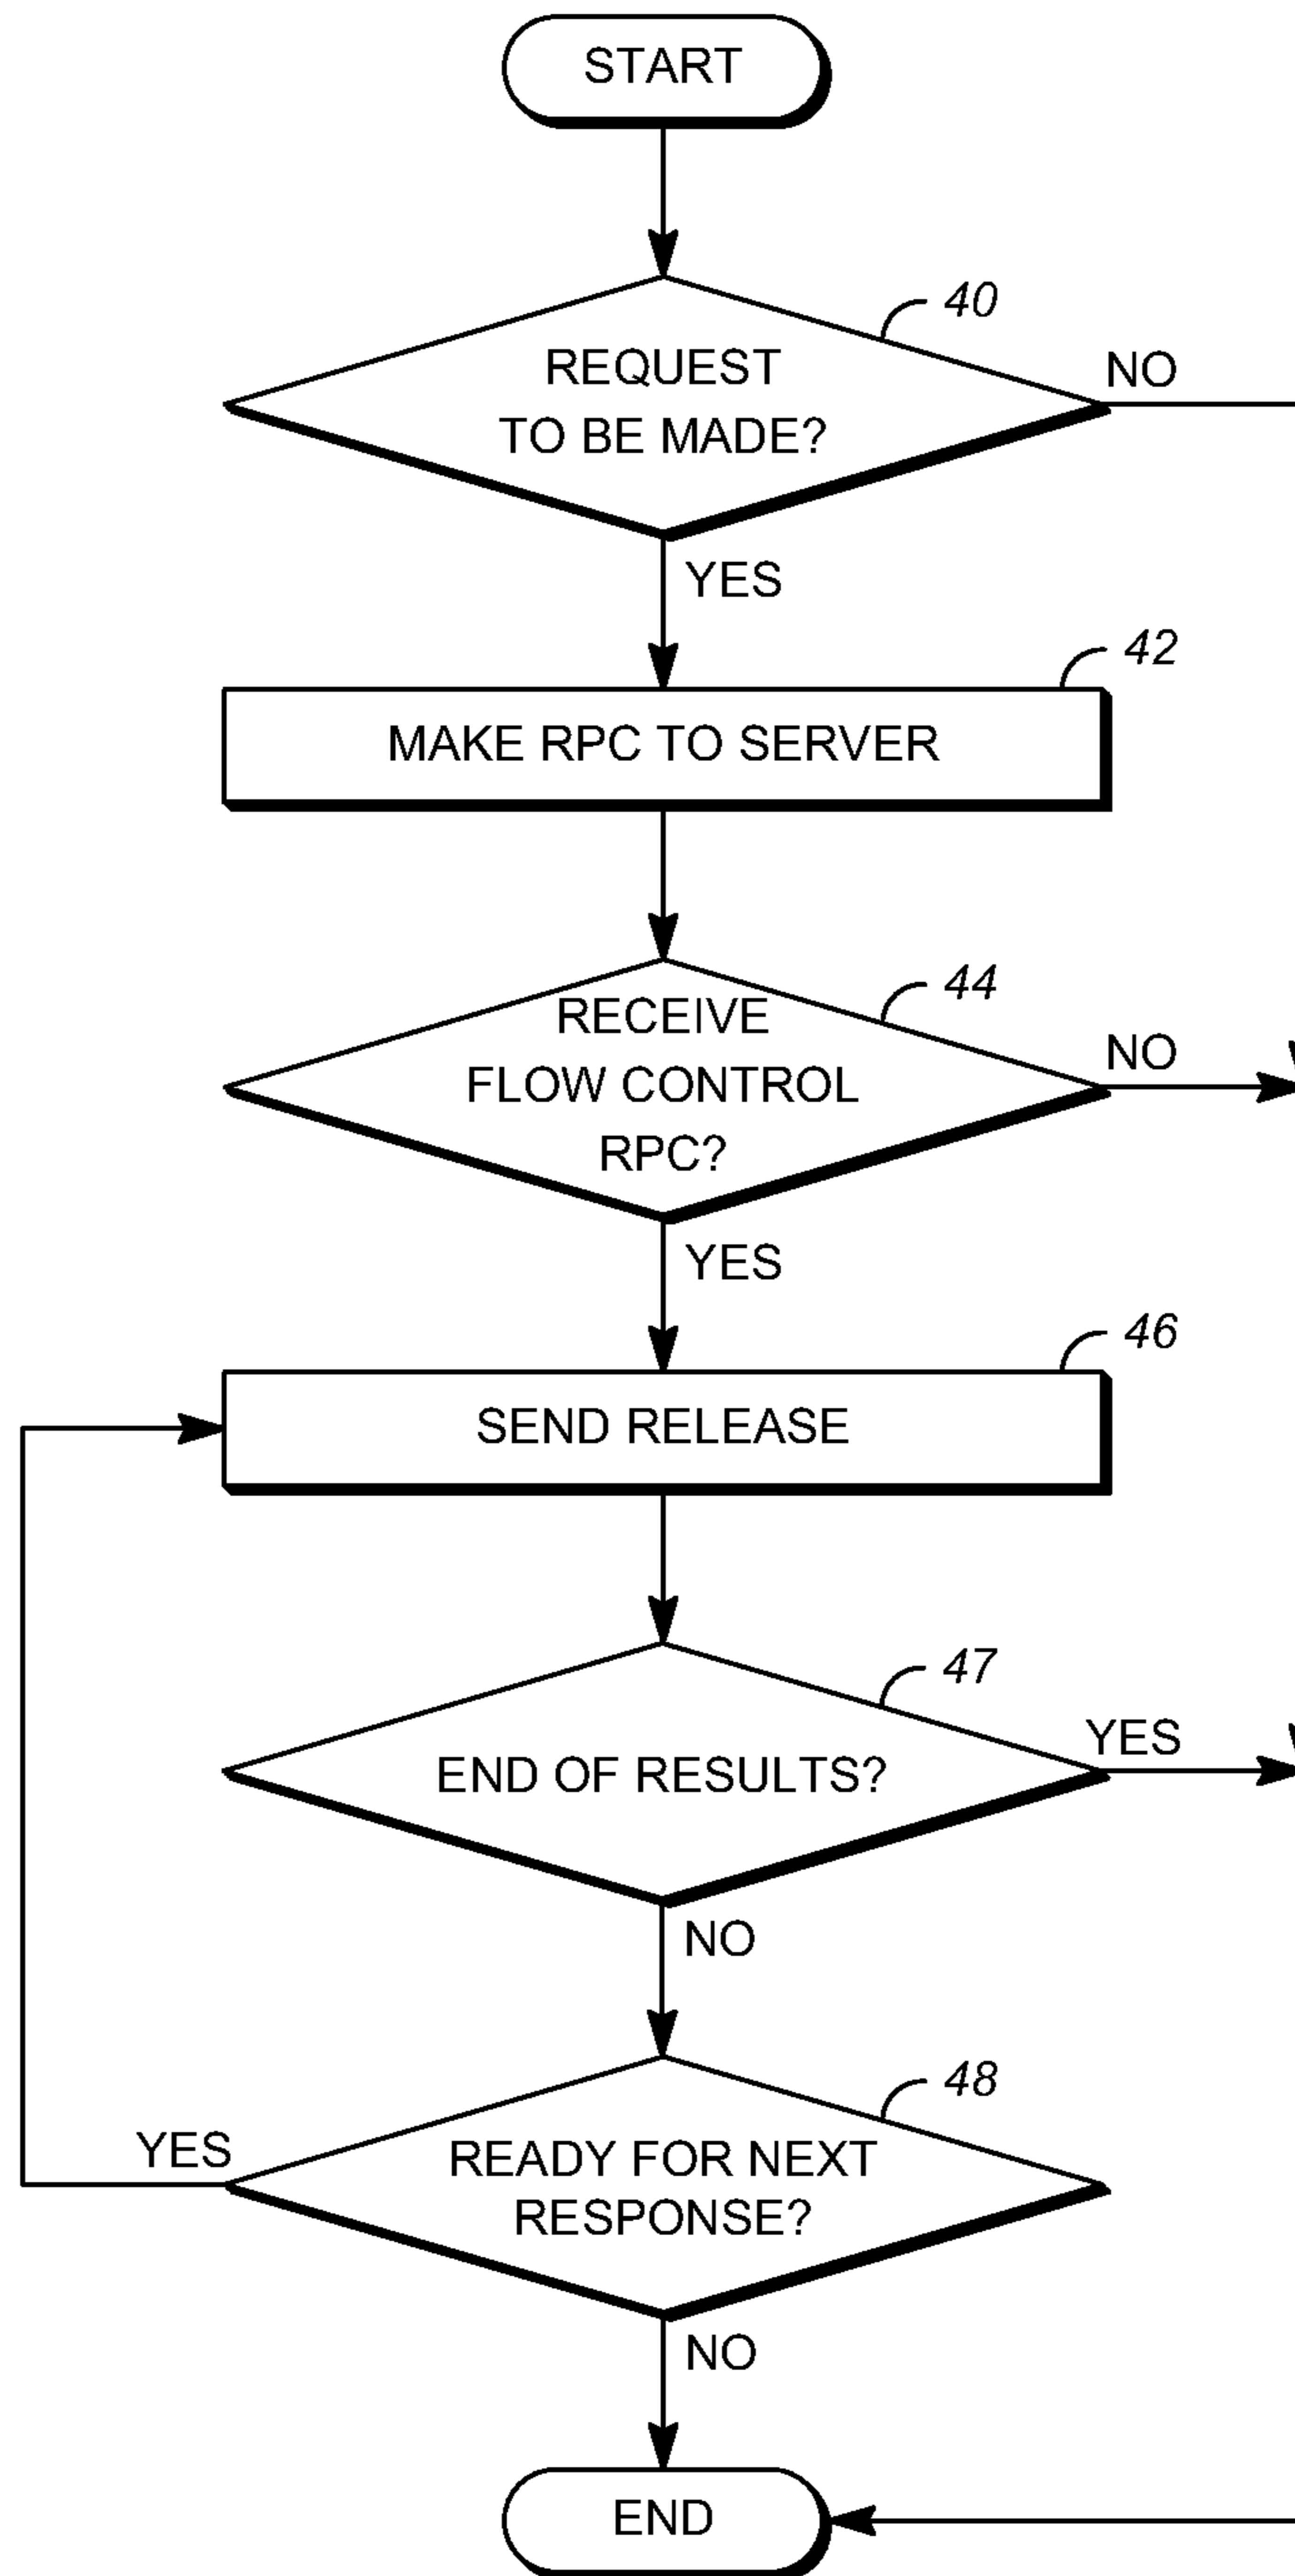 START
40
REQUEST
TO BE MADE?
NO
YES
42
MAKE RPC TO SERVER
44
RECEIVE
FLOW CONTROL
RPC?
NO
YES
46
SEND RELEASE
47
END OF RESULTS?
YES
NO
48
READY FOR NEXT
RESPONSE?
YES
NO
END